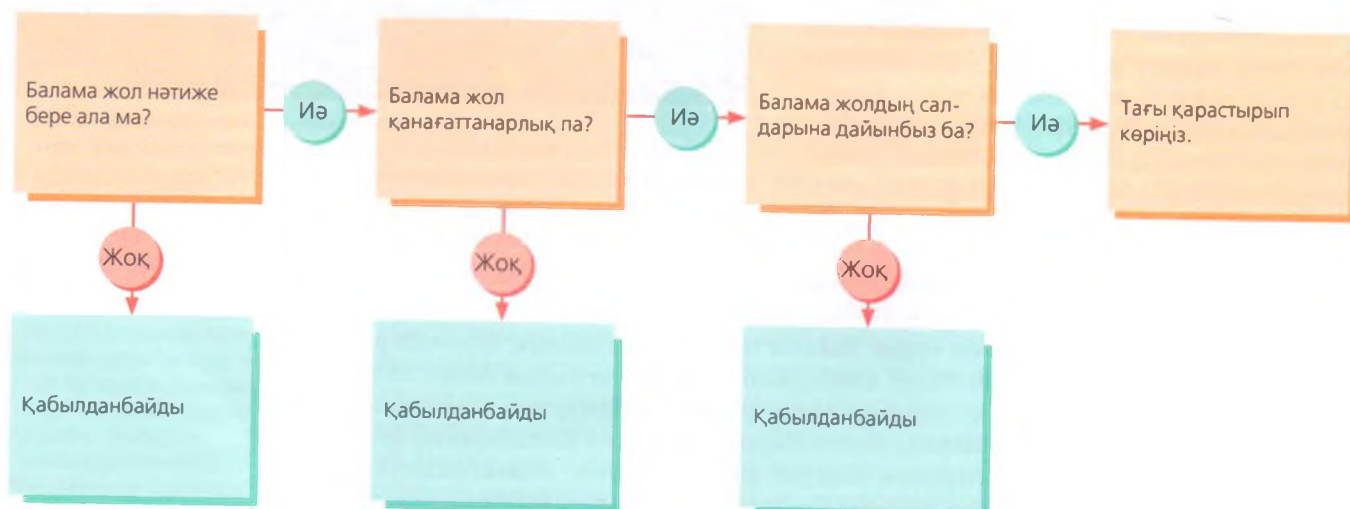 Балама жол нәтиже
бере ала ма?
Иә
Балама жол
қанағаттанарлық па?
Иә
Балама жолдың сал-
дарына дайынбыз ба?
Иә
Тағы қарастырып
көріңіз.
Жоқ
Жоқ
Жоқ
Қабылданбайды
Қабылданбайды
Қабылданбайды